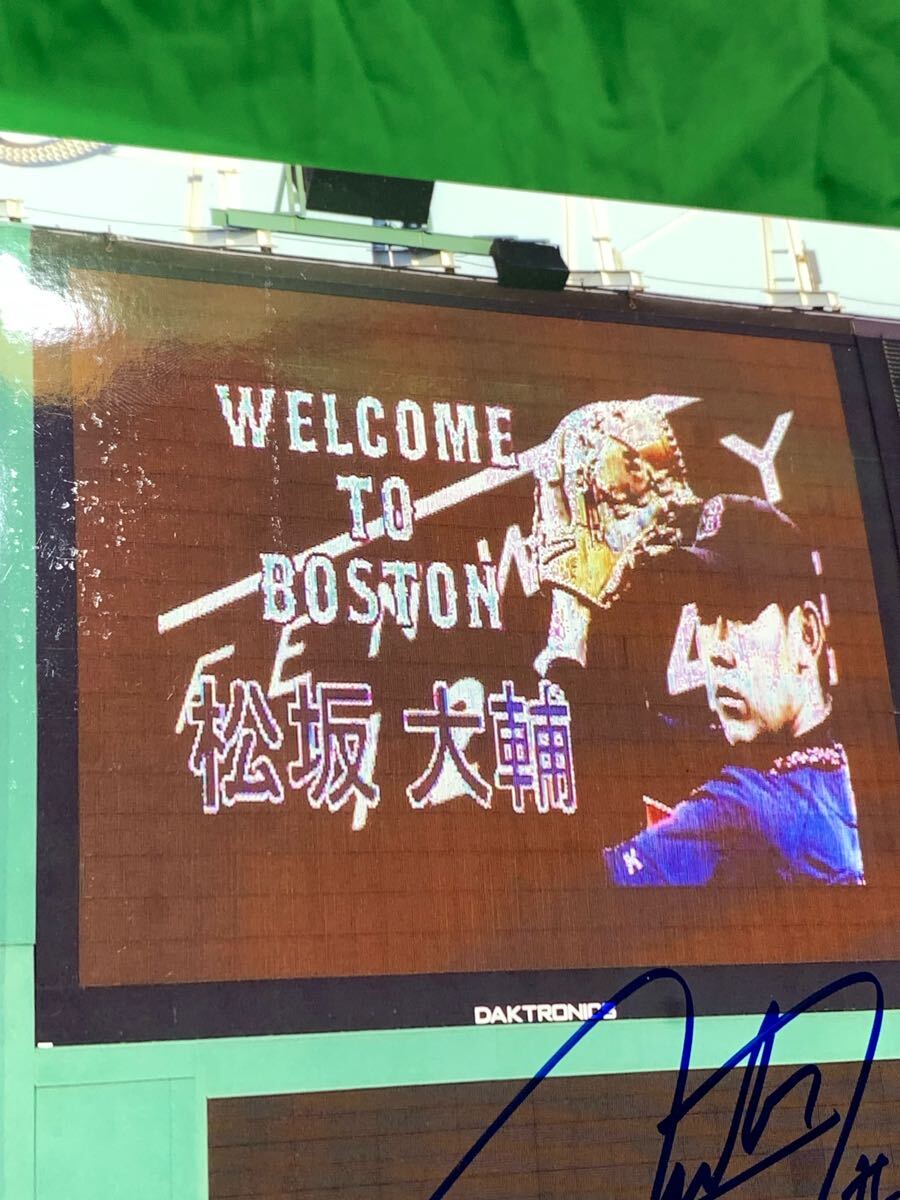 WELCOME
TO
BOSTON
松坂 大輔
K
DAKTRONICS